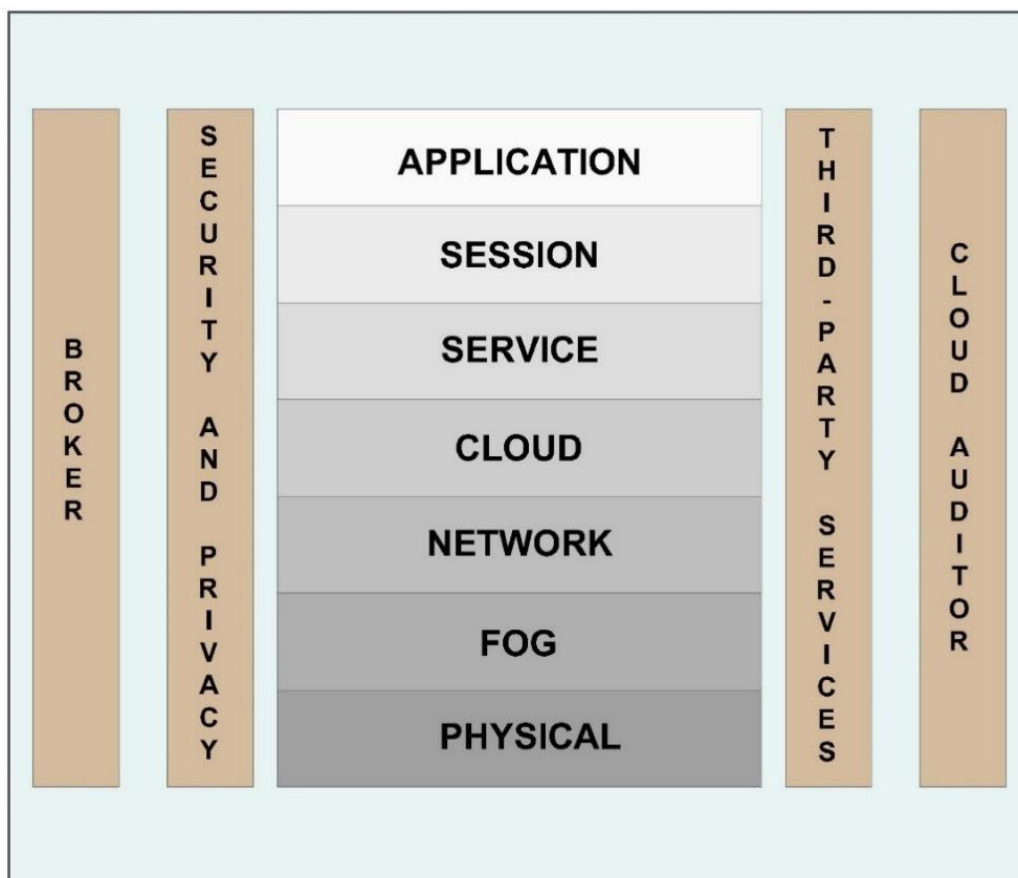 BROKER
SECURITY AND PRIVACY
APPLICATION
SESSION
SERVICE
CLOUD
NETWORK
FOG
PHYSICAL
THIRD-PARTY SERVICES
CLOUD AUDITOR